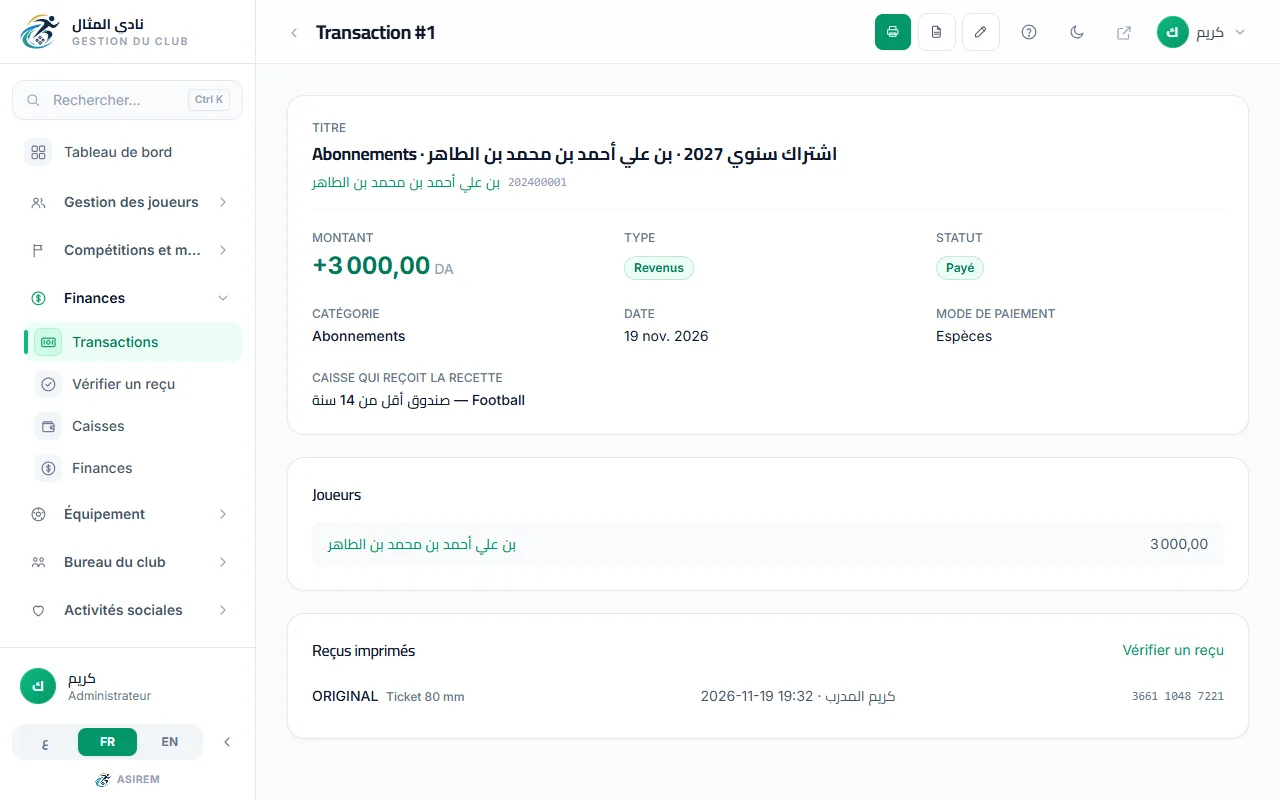 نادي المثال
GESTION DU CLUB
Rechercher...
Ctrl K
Tableau de bord
Gestion des joueurs
Compétitions et m...
Finances
Transactions
Vérifier un reçu
Caisses
Finances
Équipement
Bureau du club
Activités sociales
ك
كريم
Administrateur
ع
FR
EN
ASIREM
Transaction #1
ك
كريم
TITRE
Abonnements · اشتراك سنوي 2027 · بن علي أحمد بن محمد بن الطاهر
بن علي أحمد بن محمد بن الطاهر 202400001
MONTANT
TYPE
STATUT
+3 000,00 DA
Revenus
Payé
CATÉGORIE
DATE
MODE DE PAIEMENT
Abonnements
19 nov. 2026
Espèces
CAISSE QUI REÇOIT LA RECETTE
صندوق أقل من 14 سنة — Football
Joueurs
بن علي أحمد بن محمد بن الطاهر
3 000,00
Reçus imprimés
Vérifier un reçu
ORIGINAL Ticket 80 mm
2026-11-19 19:32 · كريم المدرب
3661 1048 7221